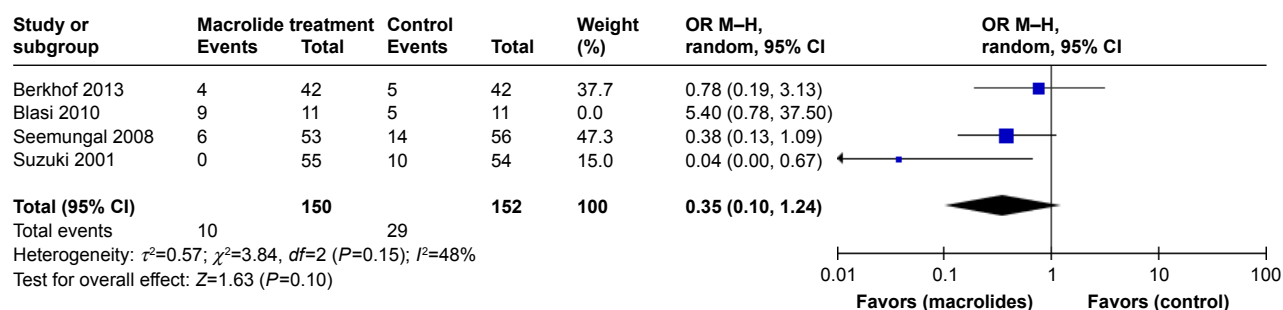 Study or subgroup Macrolide treatment Control Weight (%) OR M–H, random, 95% CI OR M–H, random, 95% CI
Events Total Events Total
Berkhof 2013 4 42 5 42 37.7 0.78 (0.19, 3.13)
Blasi 2010 9 11 5 11 0.0 5.40 (0.78, 37.50)
Seemungal 2008 6 53 14 56 47.3 0.38 (0.13, 1.09)
Suzuki 2001 0 55 10 54 15.0 0.04 (0.00, 0.67)
Total (95% CI) 150 152 100 0.35 (0.10, 1.24)
Total events 10 29
Heterogeneity: τ²=0.57; χ²=3.84, df=2 (P=0.15); I²=48%
Test for overall effect: Z=1.63 (P=0.10)
0.01 0.1 1 10 100
Favors (macrolides) Favors (control)